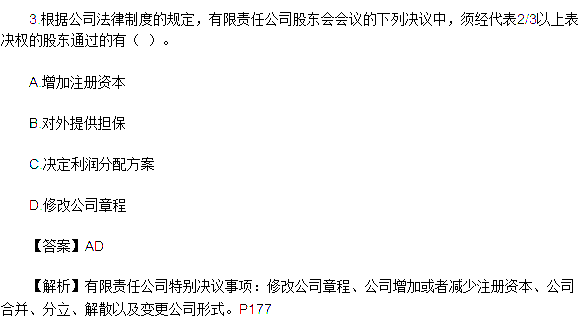 3.根据公司法律制度的规定，有限责任公司股东会会议的下列决议中，须经代表2/3以上表
决权的股东通过的有（ ）。
A.增加注册资本
B.对外提供担保
C.决定利润分配方案
D.修改公司章程
【答案】AD
【解析】有限责任公司特别决议事项：修改公司章程、公司增加或者减少注册资本、公司
合并、分立、解散以及变更公司形式。P177